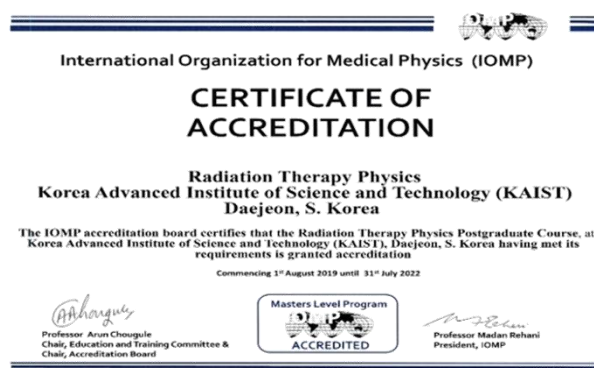 IOMP
International Organization for Medical Physics (IOMP)
CERTIFICATE OF
ACCREDITATION
Radiation Therapy Physics
Korea Advanced Institute of Science and Technology (KAIST)
Daejeon, S. Korea
The IOMP accreditation board certifies that the Radiation Therapy Physics Postgraduate Course, at
Korea Advanced Institute of Science and Technology (KAIST), Daejeon, S. Korea having met its
requirements is granted accreditation
Commencing 1st August 2019 until 31st July 2022
AAhougule
Professor Arun Chougule
Chair, Education and Training Committee &
Chair, Accreditation Board
Masters Level Program
IOMP
ACCREDITED
Professor Madan Rehani
President, IOMP